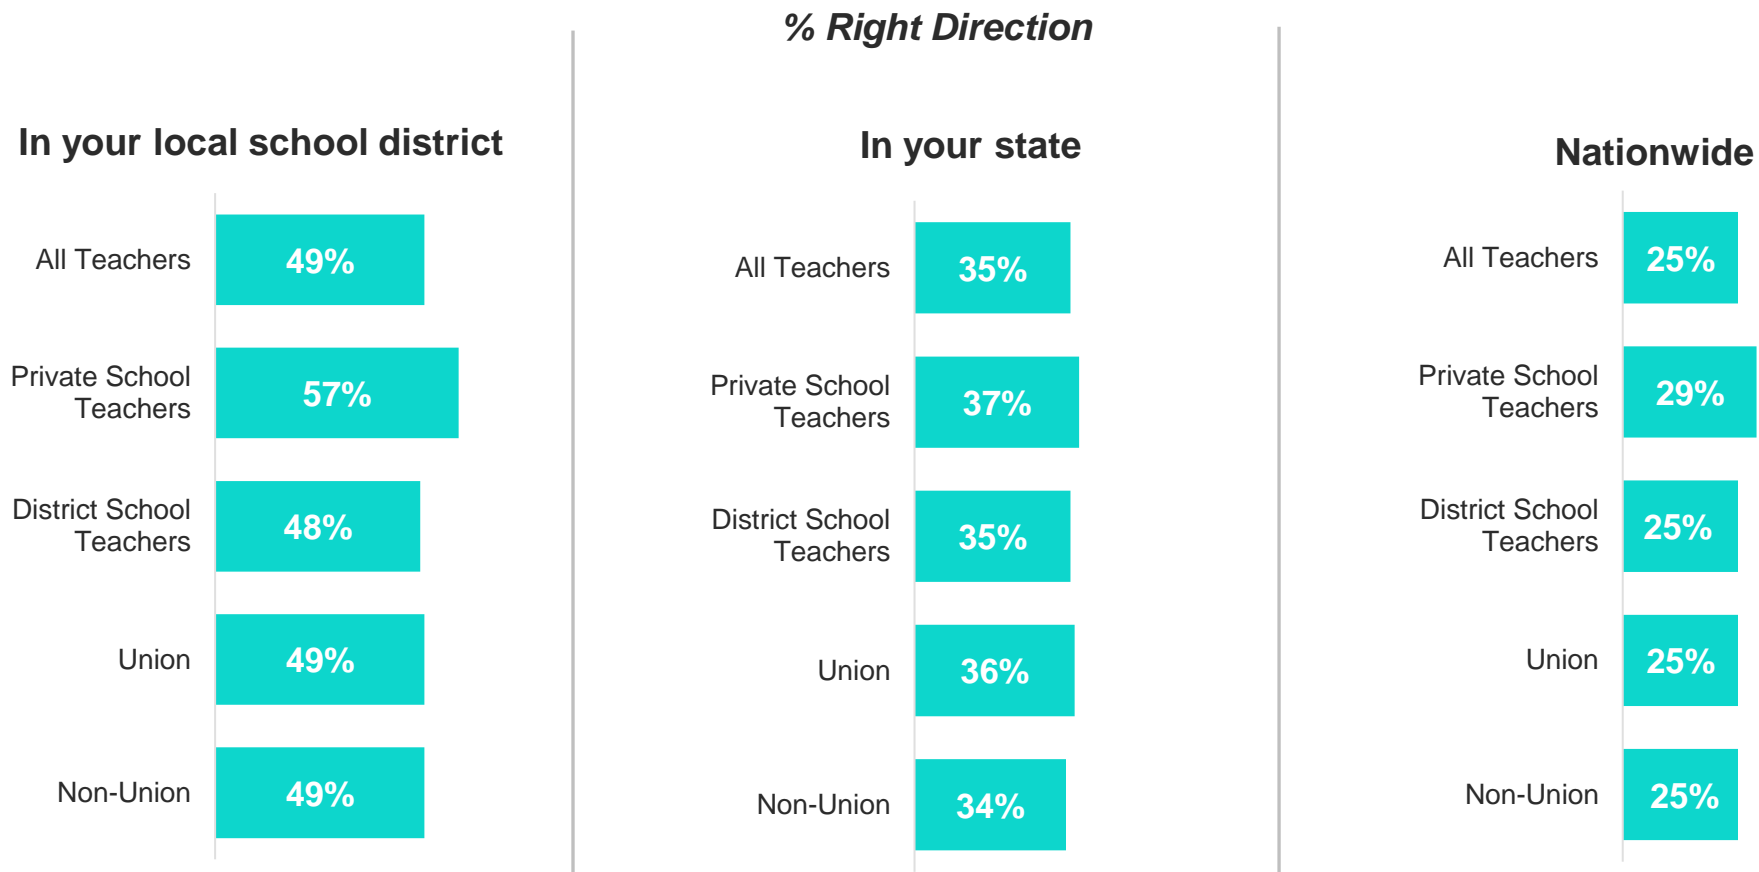 % Right Direction
In your local school district
All Teachers
49%
Private School
Teachers
57%
District School
Teachers
48%
Union
49%
Non-Union
49%
In your state
All Teachers
35%
Private School
Teachers
37%
District School
Teachers
35%
Union
36%
Non-Union
34%
Nationwide
All Teachers
25%
Private School
Teachers
29%
District School
Teachers
25%
Union
25%
Non-Union
25%